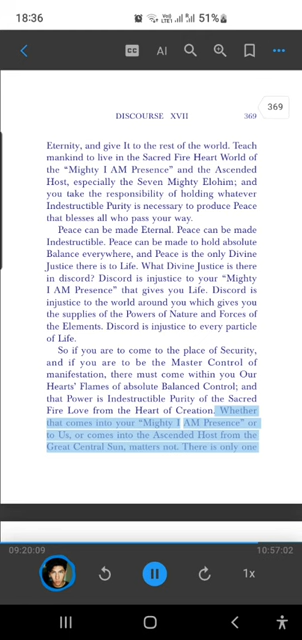 18:36
51%
CC
AI
369
DISCOURSE XVII
369
Eternity, and give It to the rest of the world. Teach
mankind to live in the Sacred Fire Heart World of
the “Mighty I AM Presence” and the Ascended
Host, especially the Seven Mighty Elohim; and
you take the responsibility of holding whatever
Indestructible Purity is necessary to produce Peace
that blesses all who pass your way.
Peace can be made Eternal. Peace can be made
Indestructible. Peace can be made to hold absolute
Balance everywhere, and Peace is the only Divine
Justice there is to Life. What Divine Justice is there
in discord? Discord is injustice to your “Mighty
I AM Presence” that gives you Life. Discord is
injustice to the world around you which gives you
the supplies of the Powers of Nature and Forces of
the Elements. Discord is injustice to every particle
of Life.
So if you are to come to the place of Security,
and if you are to be the Master Control of
manifestation, there must come within you Our
Hearts’ Flames of absolute Balanced Control; and
that Power is Indestructible Purity of the Sacred
Fire Love from the Heart of Creation. Whether
that comes into your “Mighty I AM Presence” or
to Us, or comes into the Ascended Host from the
Great Central Sun, matters not. There is only one
09:20:09
10:57:02
1x